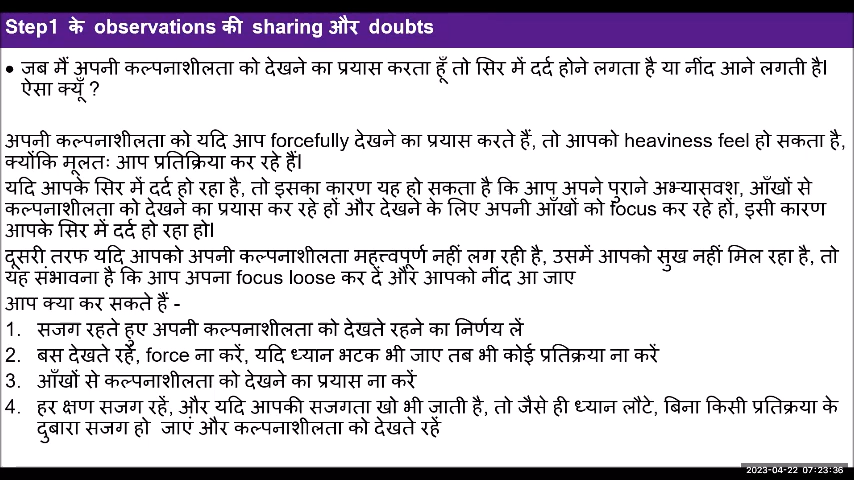 Step1 के observations की sharing और doubts
• जब मैं अपनी कल्पनाशीलता को देखने का प्रयास करता हूँ तो सिर में दर्द होने लगता है या नींद आने लगती है।
ऐसा क्यूँ ?
अपनी कल्पनाशीलता को यदि आप forcefully देखने का प्रयास करते हैं, तो आपको heaviness feel हो सकता है,
क्योंकि मूलतः आप प्रतिक्रिया कर रहे हैं।
यदि आपके सिर में दर्द हो रहा है, तो इसका कारण यह हो सकता है कि आप अपने पुराने अभ्यासवश, आँखों से
कल्पनाशीलता को देखने का प्रयास कर रहे हों और देखने के लिए अपनी आँखों को focus कर रहे हों, इसी कारण
आपके सिर में दर्द हो रहा हो।
दूसरी तरफ यदि आपको अपनी कल्पनाशीलता महत्त्वपूर्ण नहीं लग रही है, उसमें आपको सुख नहीं मिल रहा है, तो
यह संभावना है कि आप अपना focus loose कर दें और आपको नींद आ जाए
आप क्या कर सकते हैं -
1. सजग रहते हुए अपनी कल्पनाशीलता को देखते रहने का निर्णय लें
2. बस देखते रहें, force ना करें, यदि ध्यान भटक भी जाए तब भी कोई प्रतिक्रया ना करें
3. आँखों से कल्पनाशीलता को देखने का प्रयास ना करें
4. हर क्षण सजग रहें, और यदि आपकी सजगता खो भी जाती है, तो जैसे ही ध्यान लौटे, बिना किसी प्रतिक्रया के
दुबारा सजग हो जाएं और कल्पनाशीलता को देखते रहें
2023-04-22 07:23:36